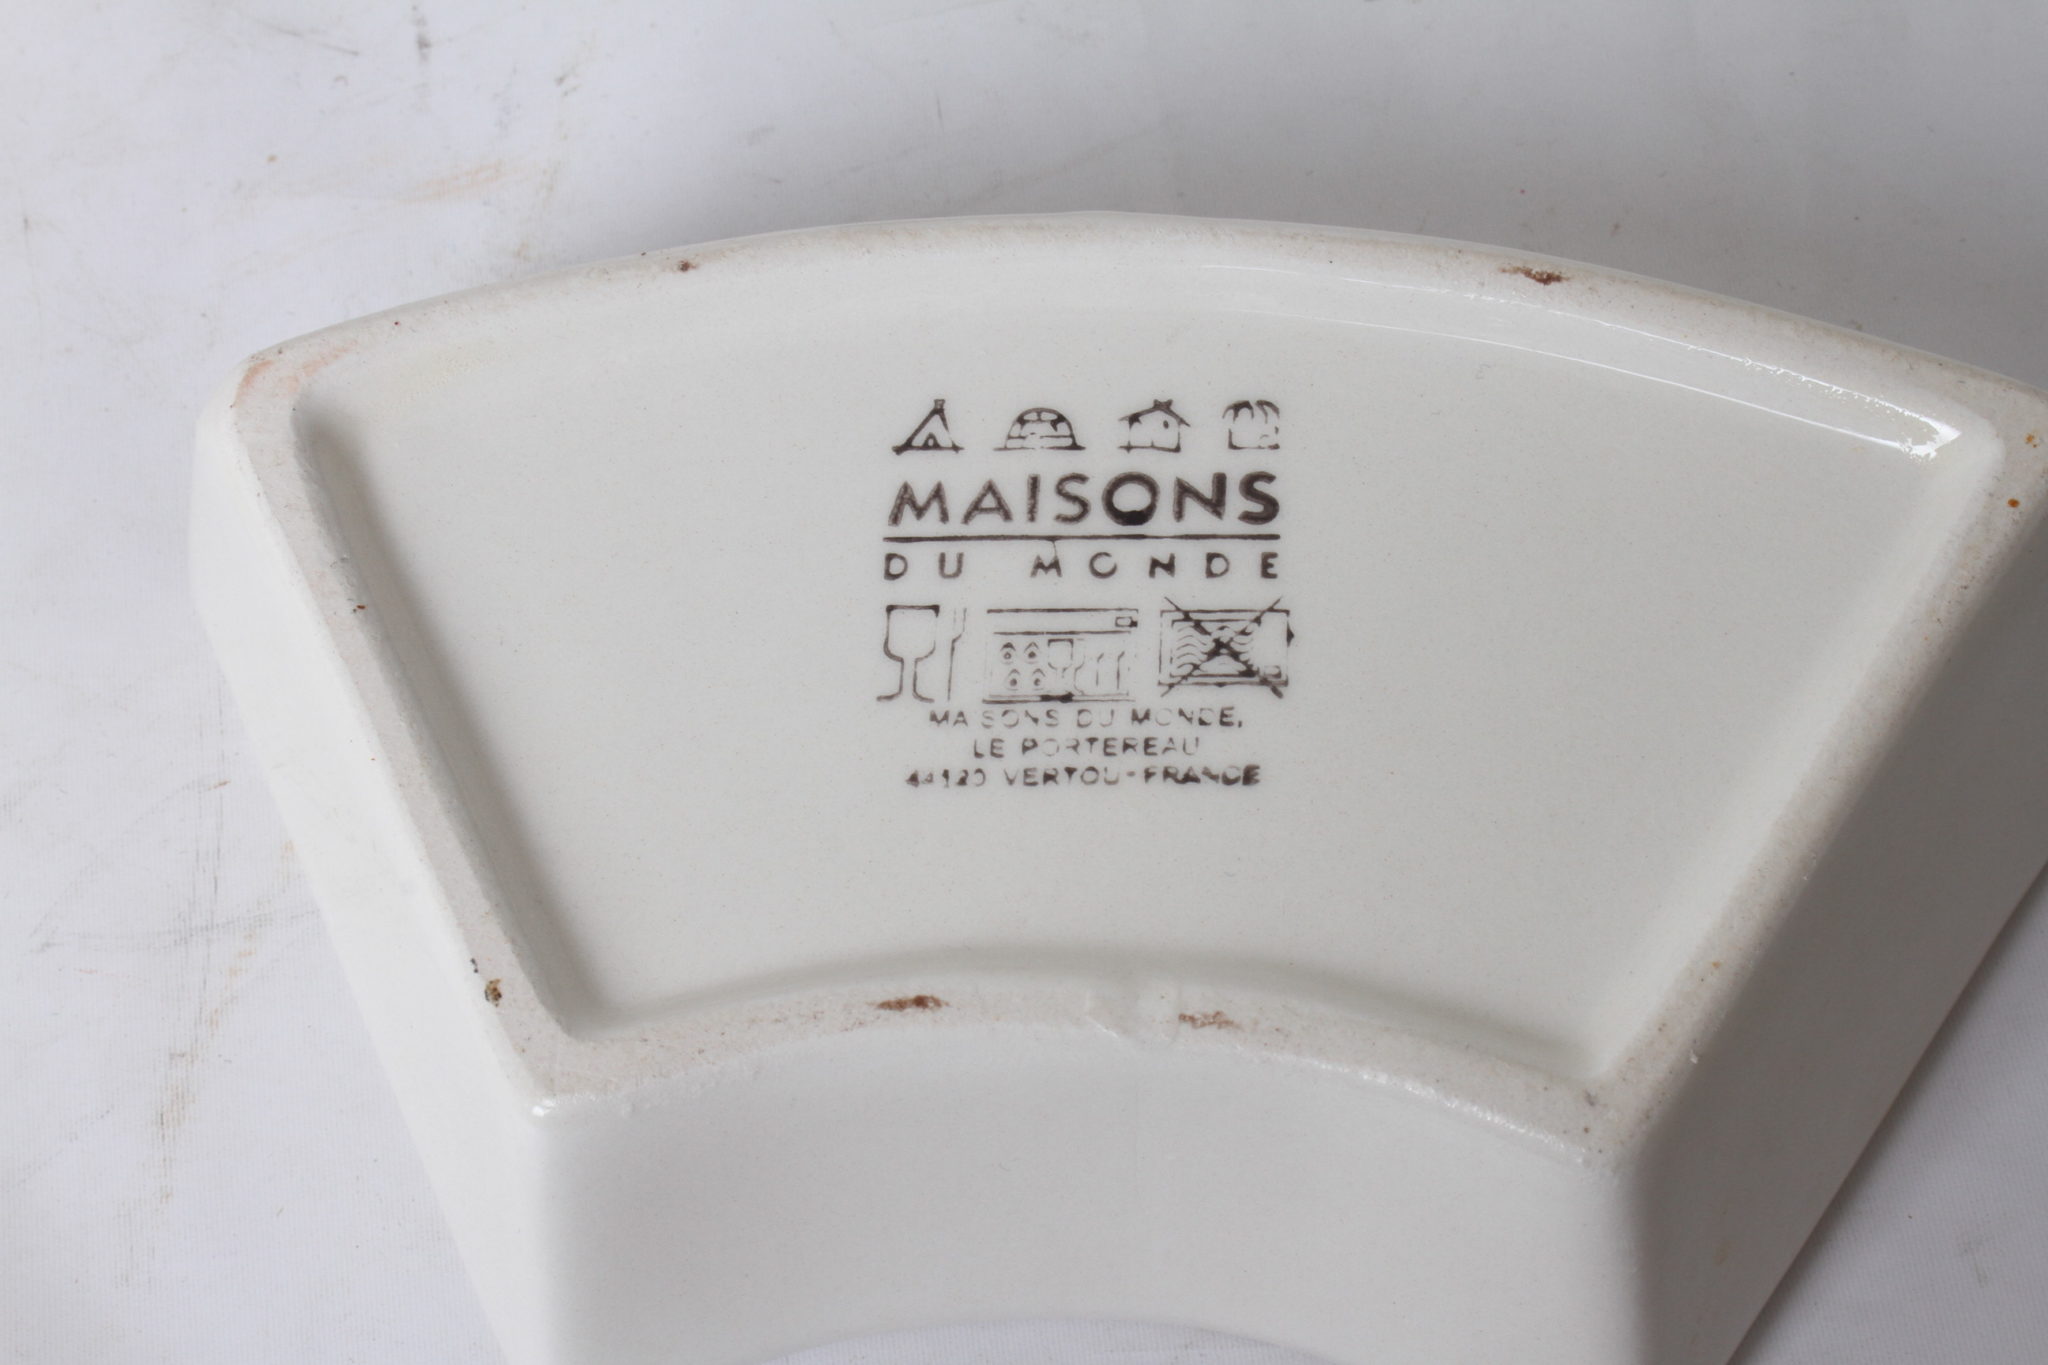 MAISONS
DU MONDE
MAISONS DU MONDE,
LE PORTEREAU
44120 VERTOU-FRANCE